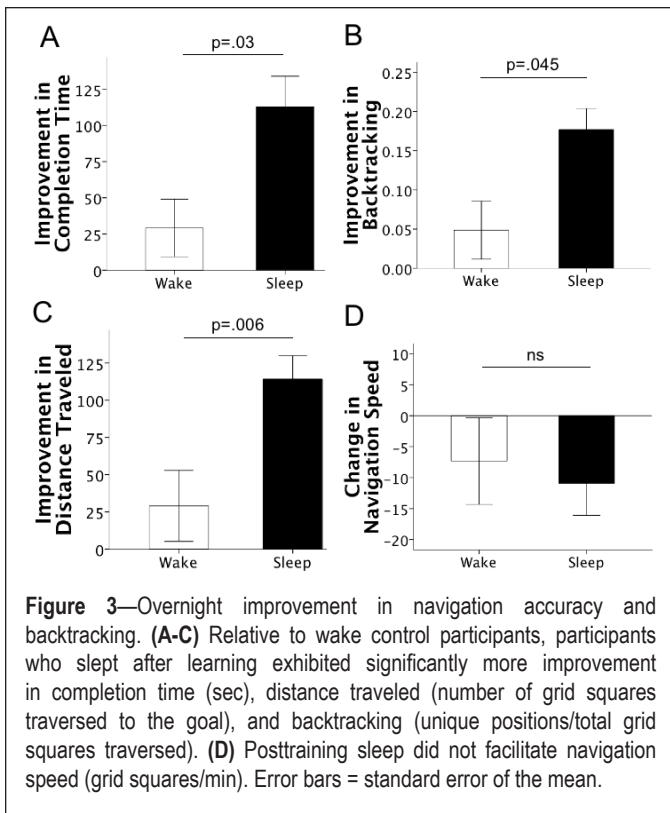 A
p=.03
Improvement in
Completion Time
125
100
75
50
25
0
Wake Sleep
B
p=.045
Improvement in
Backtracking
0.25
0.20
0.15
0.10
0.05
0.00
Wake Sleep
C
p=.006
Improvement in
Distance Traveled
125
100
75
50
25
0
Wake Sleep
D
ns
Change in
Navigation Speed
10
5
0
-5
-10
-15
-20
Wake Sleep
Figure 3—Overnight improvement in navigation accuracy and
backtracking. (A-C) Relative to wake control participants, participants
who slept after learning exhibited significantly more improvement
in completion time (sec), distance traveled (number of grid squares
traversed to the goal), and backtracking (unique positions/total grid
squares traversed). (D) Posttraining sleep did not facilitate navigation
speed (grid squares/min). Error bars = standard error of the mean.